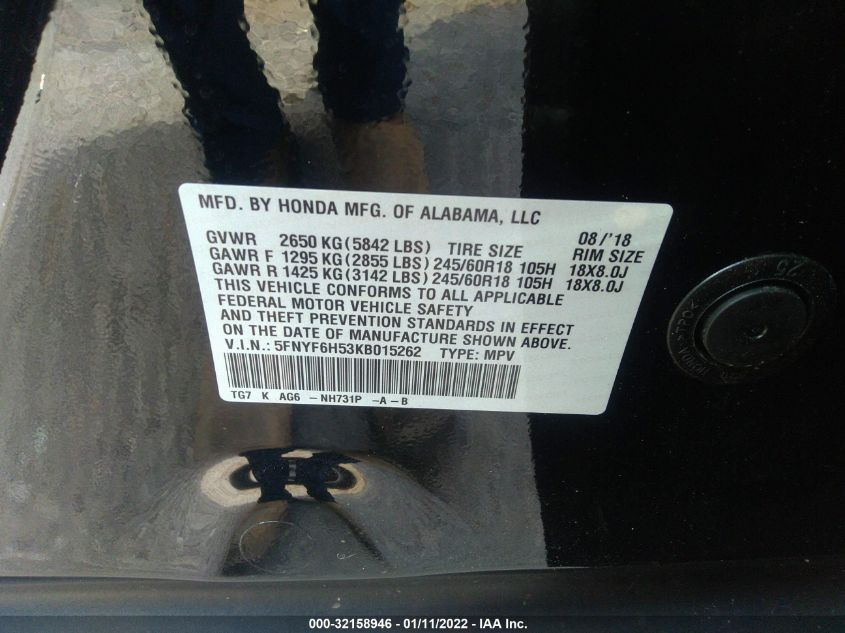 MFD. BY HONDA MFG. OF ALABAMA, LLC
08/'18
GVWR 2650 KG(5842 LBS) TIRE SIZE RIM SIZE
GAWR F 1295 KG(2855 LBS)245/60R18 105H 18X8.0J
GAWR R 1425 KG(3142 LBS)245/60R18 105H 18X8.0J
THIS VEHICLE CONFORMS TO ALL APPLICABLE
FEDERAL MOTOR VEHICLE SAFETY
AND THEFT PREVENTION STANDARDS IN EFFECT
ON THE DATE OF MANUFACTURE SHOWN ABOVE.
V.I.N.: 5FNYF6H53KB015262 TYPE: MPV
TG7 K AG6 -NH731P -A-B
000-32158946 - 01/11/2022 - IAA Inc.